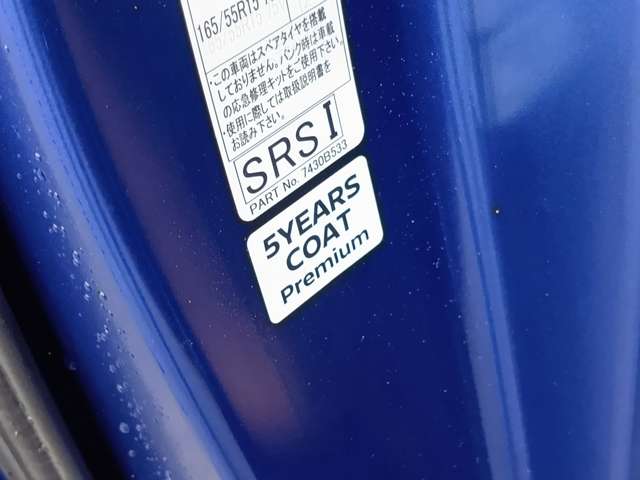 165/55R15
・この車両はスペアタイヤを搭載
しておりません。パンク時は車載
の応急修理キットをご使用下さい。
・使用に際しては取扱説明書を
お読み下さい。
SRS I
PART No. 7430B533
5YEARS
COAT
Premium